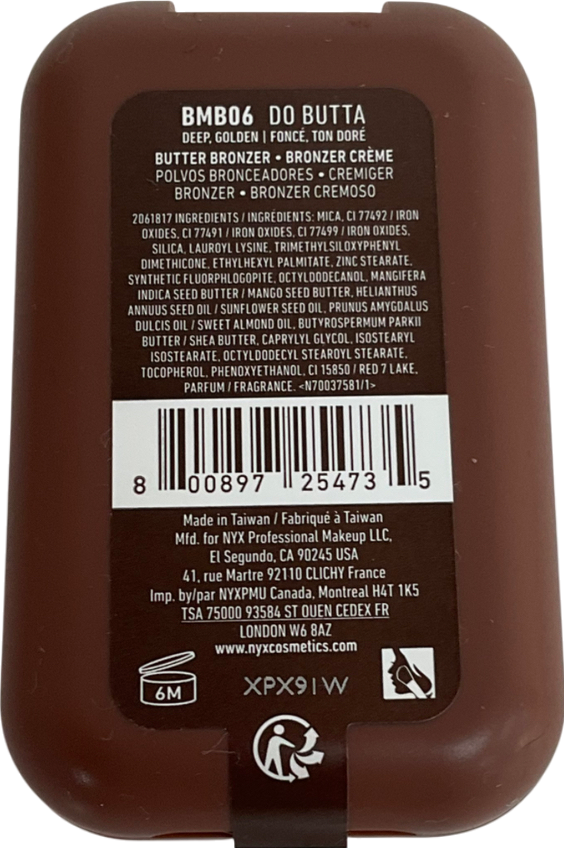 BMB06 DO BUTTA
DEEP, GOLDEN | FONCÉ, TON DORÉ
BUTTER BRONZER • BRONZER CRÈME
POLVOS BRONCEADORES • CREMIGER
BRONZER • BRONZER CREMOSO
2061817 INGREDIENTS / INGRÉDIENTS: MICA, CI 77492 / IRON
OXIDES, CI 77491 / IRON OXIDES, CI 77499 / IRON OXIDES,
SILICA, LAUROYL LYSINE, TRIMETHYLSILOXYPHENYL
DIMETHICONE, ETHYLHEXYL PALMITATE, ZINC STEARATE,
SYNTHETIC FLUORPHLOGOPITE, OCTYLDODECANOL, MANGIFERA
INDICA SEED BUTTER / MANGO SEED BUTTER, HELIANTHUS
ANNUUS SEED OIL / SUNFLOWER SEED OIL, PRUNUS AMYGDALUS
DULCIS OIL / SWEET ALMOND OIL, BUTYROSPERMUM PARKII
BUTTER / SHEA BUTTER, CAPRYLYL GLYCOL, ISOSTEARYL
ISOSTEARATE, OCTYLDODECYL STEAROYL STEARATE,
TOCOPHEROL, PHENOXYETHANOL, CI 15850 / RED 7 LAKE,
PARFUM / FRAGRANCE. <N70037581/1>
8 00897 25473 5
Made in Taiwan / Fabriqué à Taiwan
Mfd. for NYX Professional Makeup LLC,
El Segundo, CA 90245 USA
41, rue Martre 92110 CLICHY France
Imp. by/par NYXPMU Canada, Montreal H4T 1K5
TSA 75000 93584 ST OUEN CEDEX FR
LONDON W6 8AZ
www.nyxcosmetics.com
6M
XPX91W